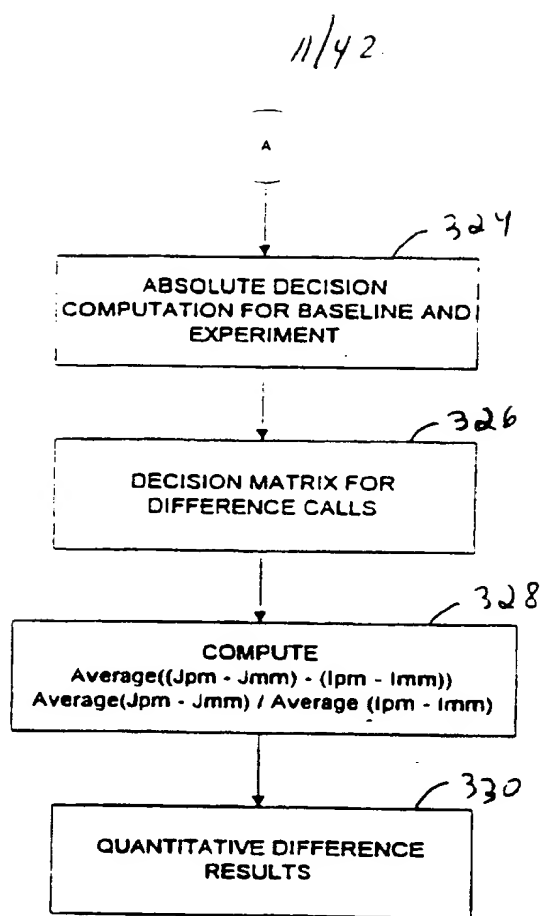 11/42
A
324
ABSOLUTE DECISION
COMPUTATION FOR BASELINE AND
EXPERIMENT
326
DECISION MATRIX FOR
DIFFERENCE CALLS
328
COMPUTE
Average((Jpm - Jmm) - (Ipm - Imm))
Average(Jpm - Jmm) / Average (Ipm - Imm)
330
QUANTITATIVE DIFFERENCE
RESULTS